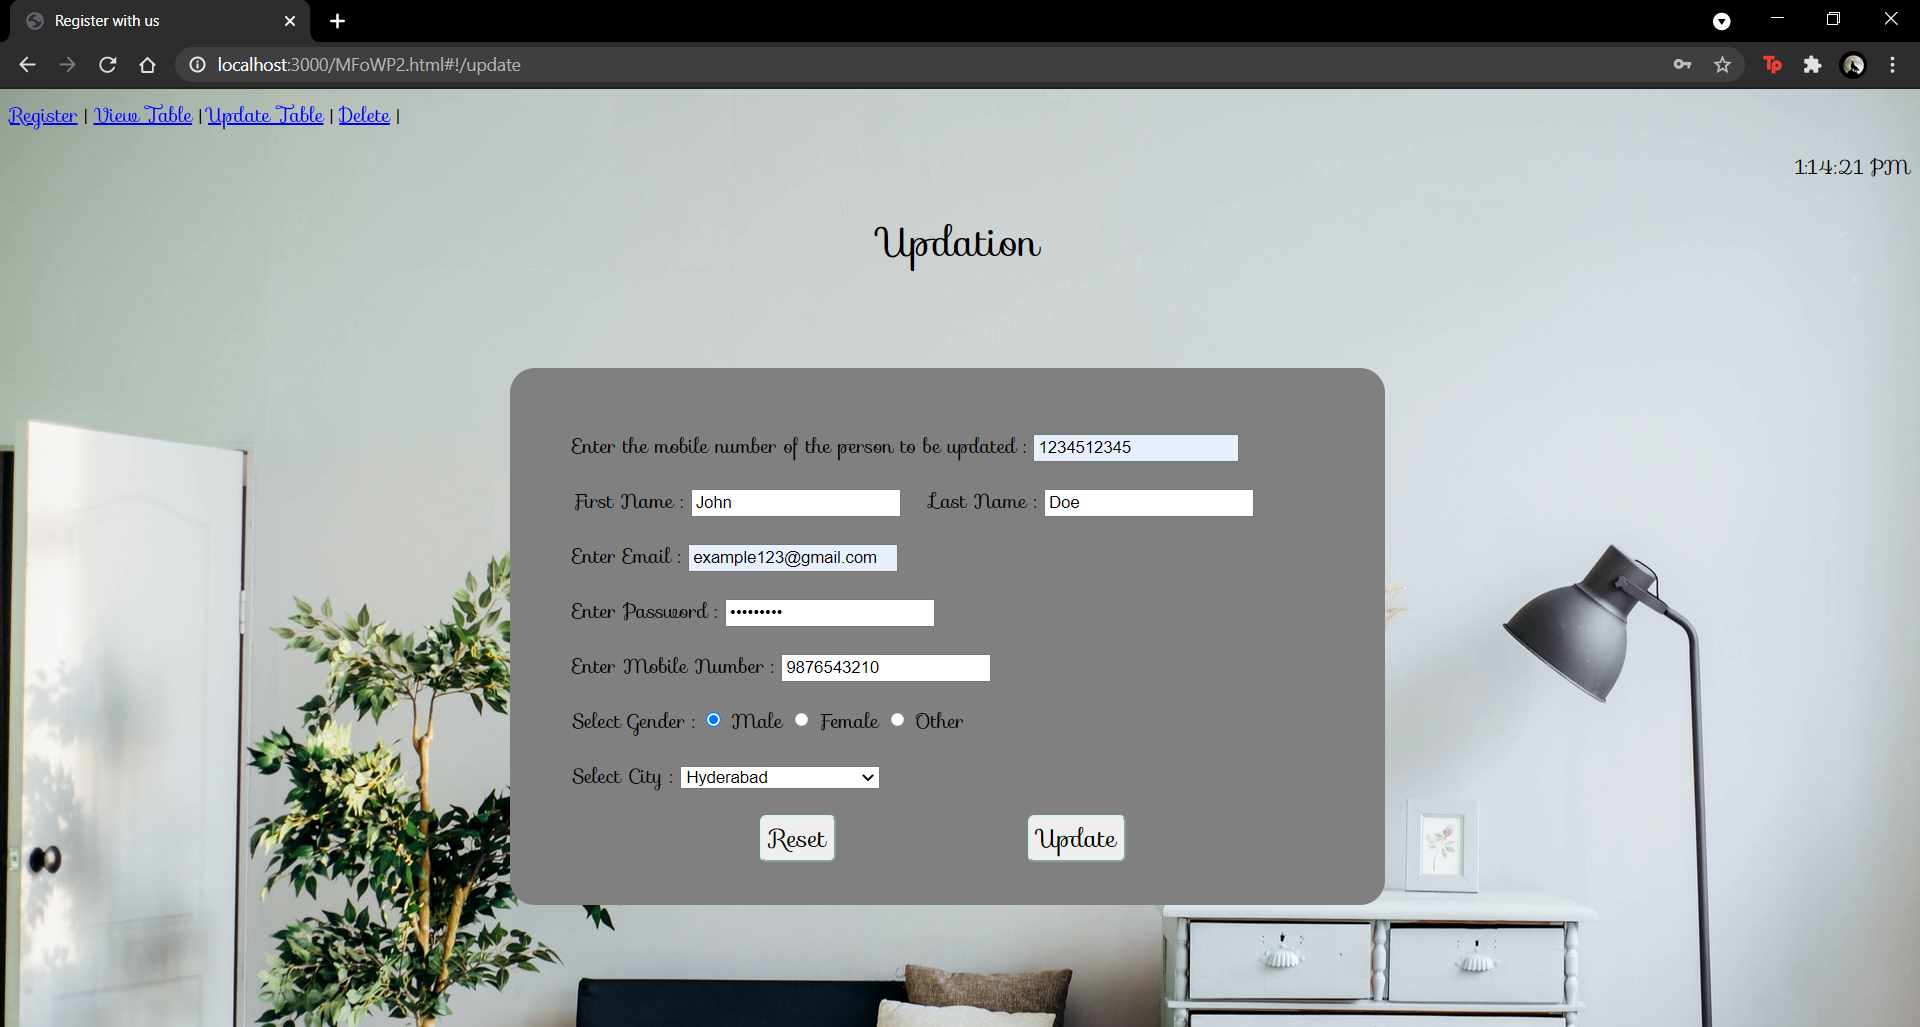 Register with us
localhost:3000/MFoWP2.html#!/update
Tp
Register | View Table | Update Table | Delete |
1:14:21 PM
Updation
Enter the mobile number of the person to be updated : 1234512345
First Name : John Last Name : Doe
Enter Email : example123@gmail.com
Enter Password : •••••••••
Enter Mobile Number : 9876543210
Select Gender : Male Female Other
Select City : Hyderabad
Reset Update